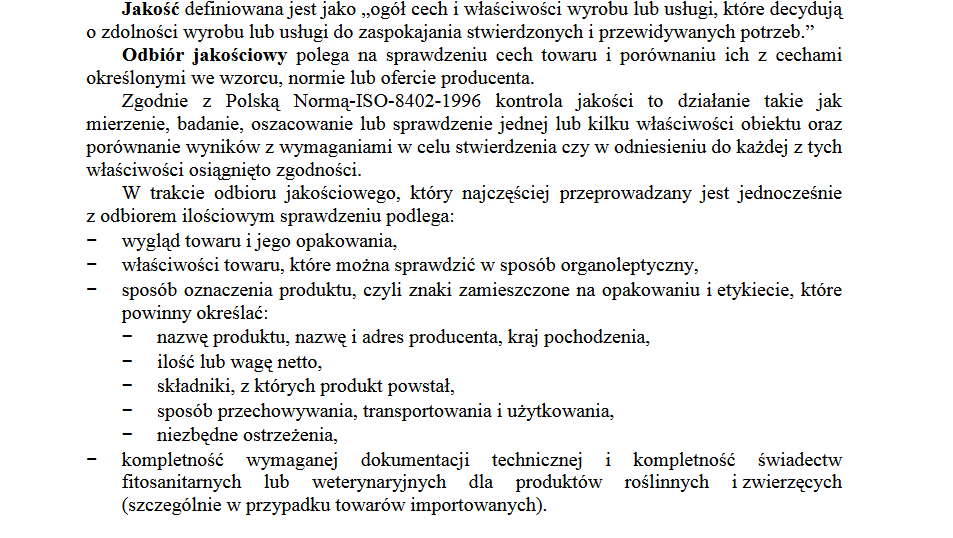 Jakość definiowana jest jako „ogół cech i właściwości wyrobu lub usługi, które decydują
o zdolności wyrobu lub usługi do zaspokajania stwierdzonych i przewidywanych potrzeb.”
Odbiór jakościowy polega na sprawdzeniu cech towaru i porównaniu ich z cechami
określonymi we wzorcu, normie lub ofercie producenta.
Zgodnie z Polską Normą-ISO-8402-1996 kontrola jakości to działanie takie jak
mierzenie, badanie, oszacowanie lub sprawdzenie jednej lub kilku właściwości obiektu oraz
porównanie wyników z wymaganiami w celu stwierdzenia czy w odniesieniu do każdej z tych
właściwości osiągnięto zgodności.
W trakcie odbioru jakościowego, który najczęściej przeprowadzany jest jednocześnie
z odbiorem ilościowym sprawdzeniu podlega:
− wygląd towaru i jego opakowania,
− właściwości towaru, które można sprawdzić w sposób organoleptyczny,
− sposób oznaczenia produktu, czyli znaki zamieszczone na opakowaniu i etykiecie, które
powinny określać:
− nazwę produktu, nazwę i adres producenta, kraj pochodzenia,
− ilość lub wagę netto,
− składniki, z których produkt powstał,
− sposób przechowywania, transportowania i użytkowania,
− niezbędne ostrzeżenia,
− kompletność wymaganej dokumentacji technicznej i kompletność świadectw
fitosanitarnych lub weterynaryjnych dla produktów roślinnych i zwierzęcych
(szczególnie w przypadku towarów importowanych).